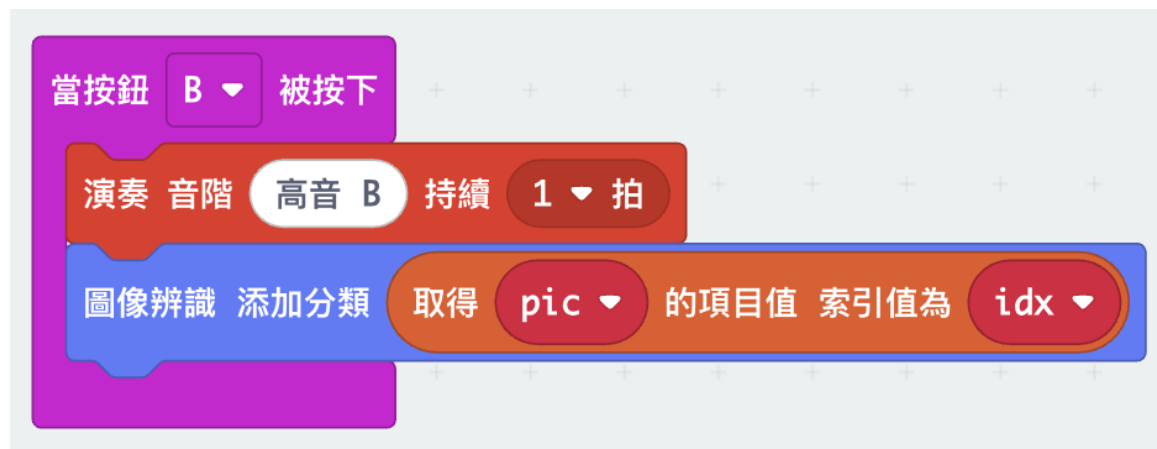 當按鈕 B 被按下
演奏 音階 高音 B 持續 1 拍
圖像辨識 添加分類 取得 pic 的項目值 索引值為 idx